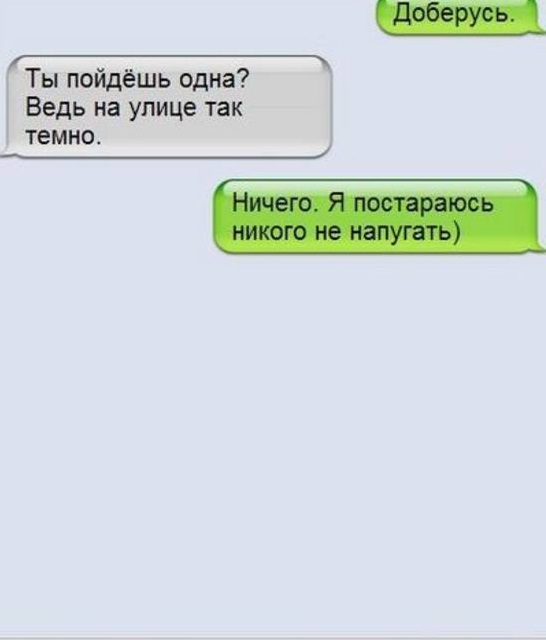 Доберусь.
Ты пойдёшь одна?
Ведь на улице так
темно.
Ничего. Я постараюсь
никого не напугать)